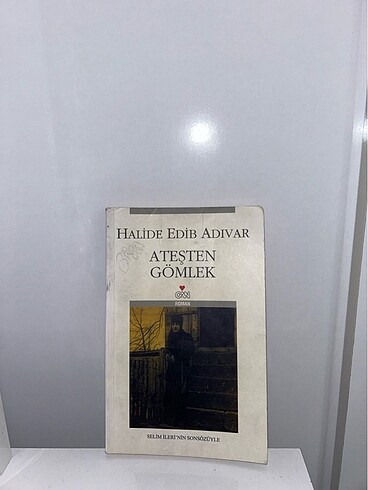 HALİDE EDİB ADIVAR
ATEŞTEN
GÖMLEK
CAN
ROMAN
SELİM İLERİ'NİN SONSÖZÜYLE